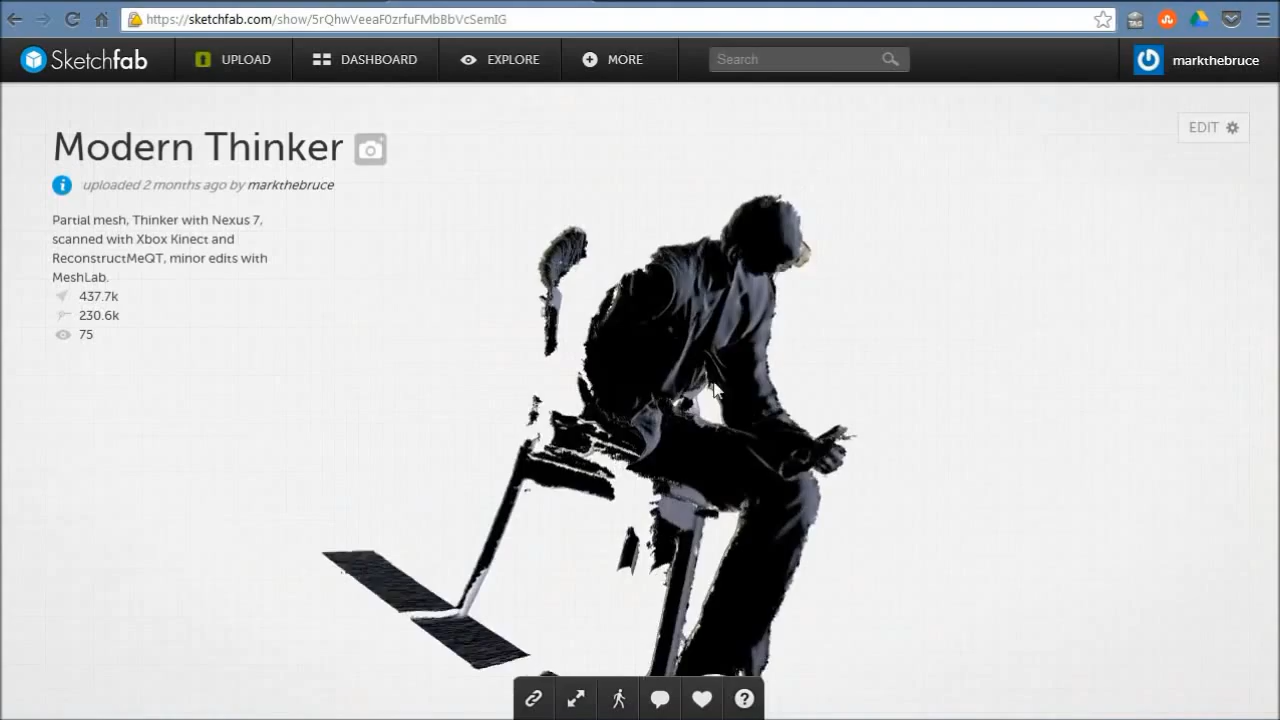 https://sketchfab.com/show/5rQhwVeeaF0zrfuFMbBbVcSemIG
Sketchfab
UPLOAD
DASHBOARD
EXPLORE
MORE
Search
markthebruce
Modern Thinker
EDIT
uploaded 2 months ago by markthebruce
Partial mesh, Thinker with Nexus 7,
scanned with Xbox Kinect and
ReconstructMeQT, minor edits with
MeshLab.
437.7k
230.6k
75